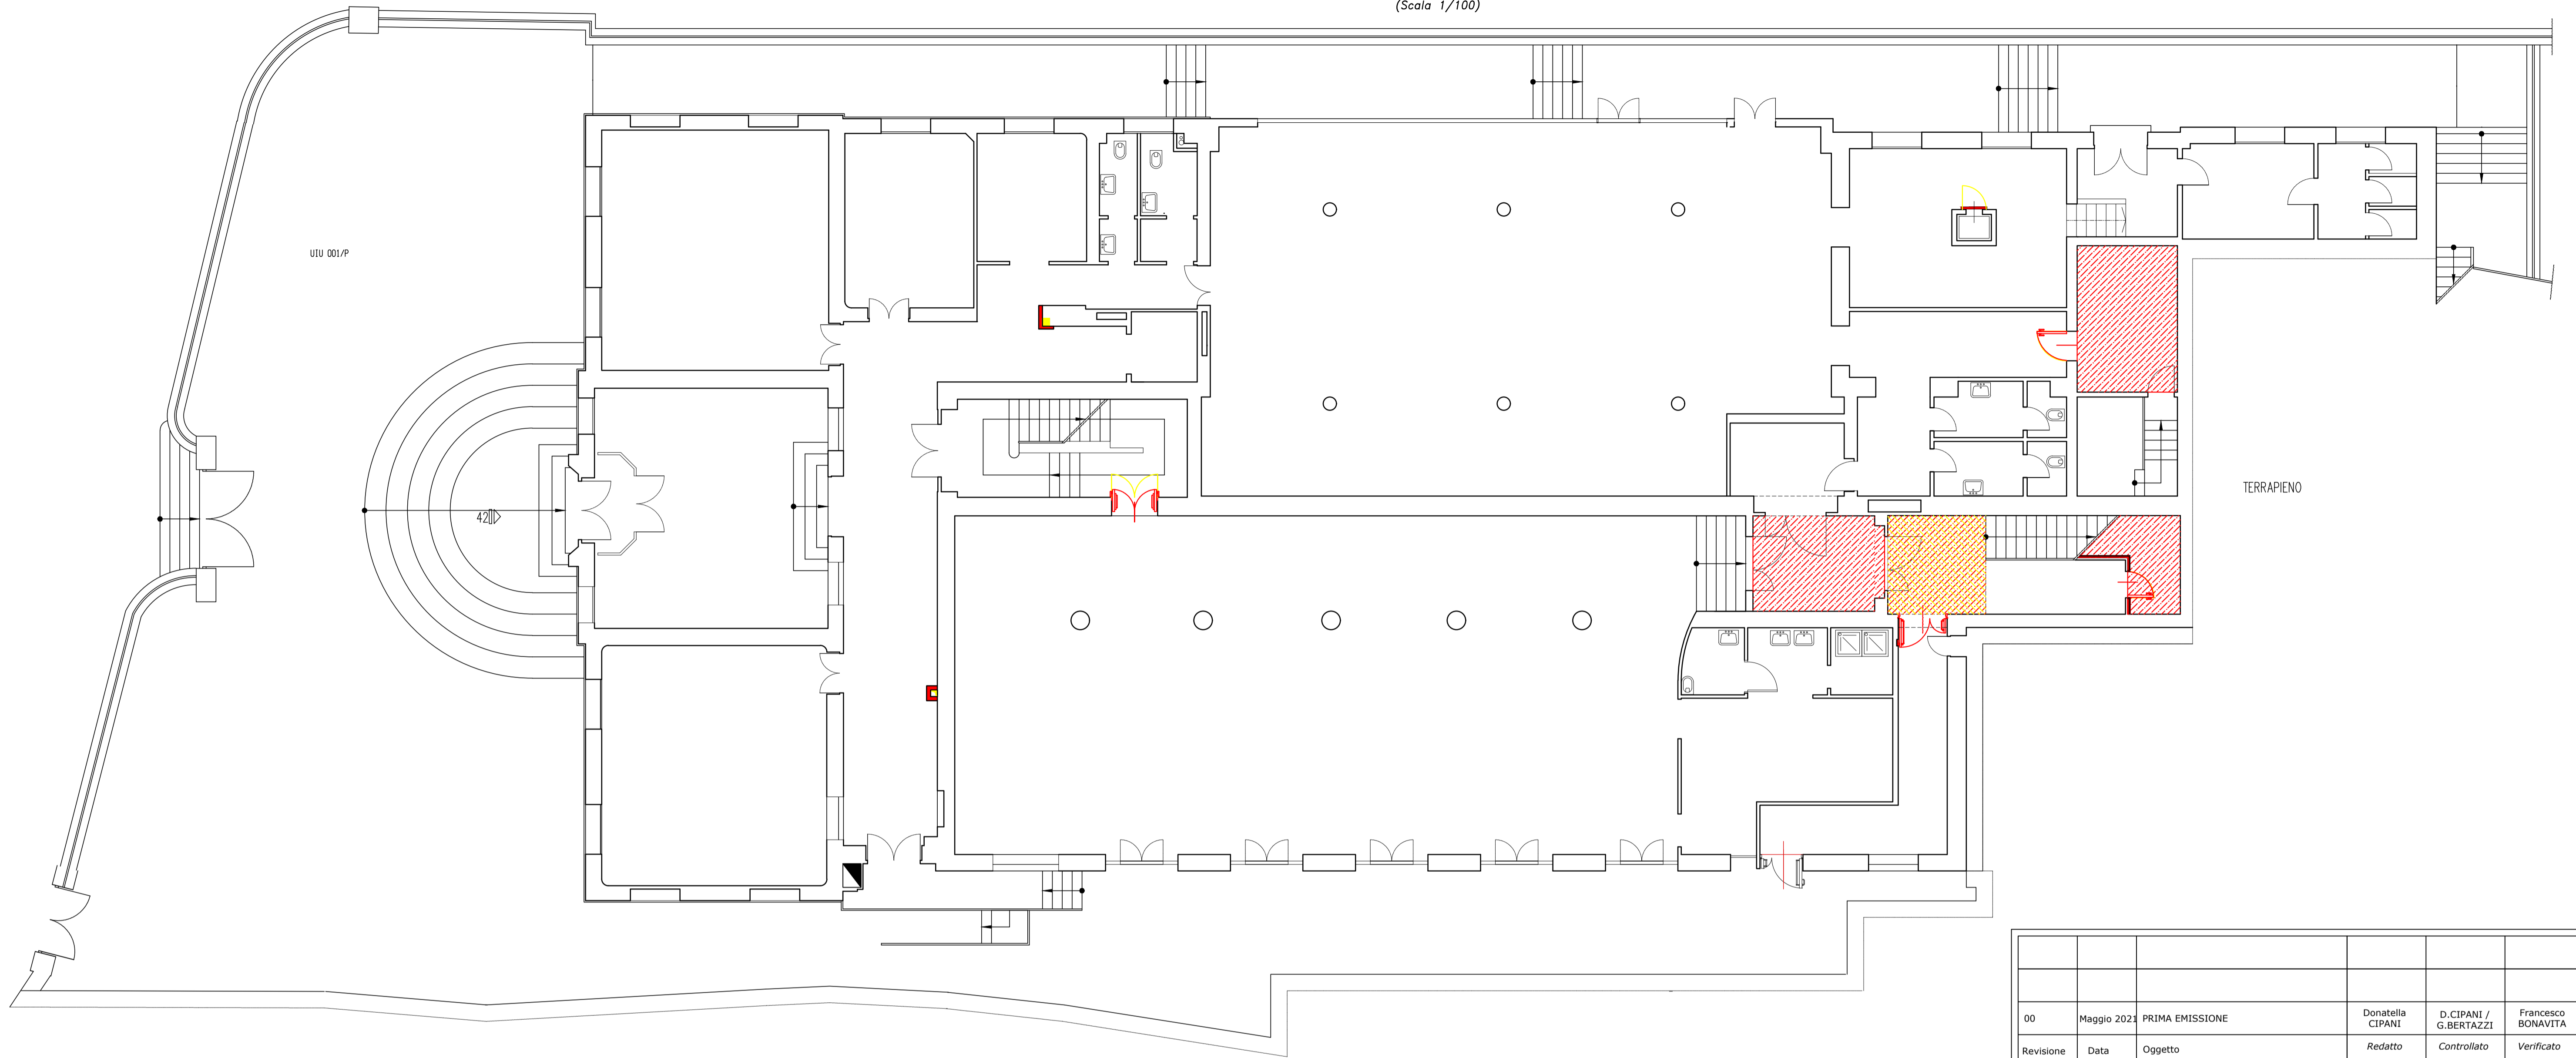 (Scala 1/100)
UIU 001/P
42
TERRAPIENO
00
Maggio 2021
PRIMA EMISSIONE
Donatella
CIPANI
D.CIPANI /
G.BERTAZZI
Francesco
BONAVITA
Revisione
Data
Oggetto
Redatto
Controllato
Verificato